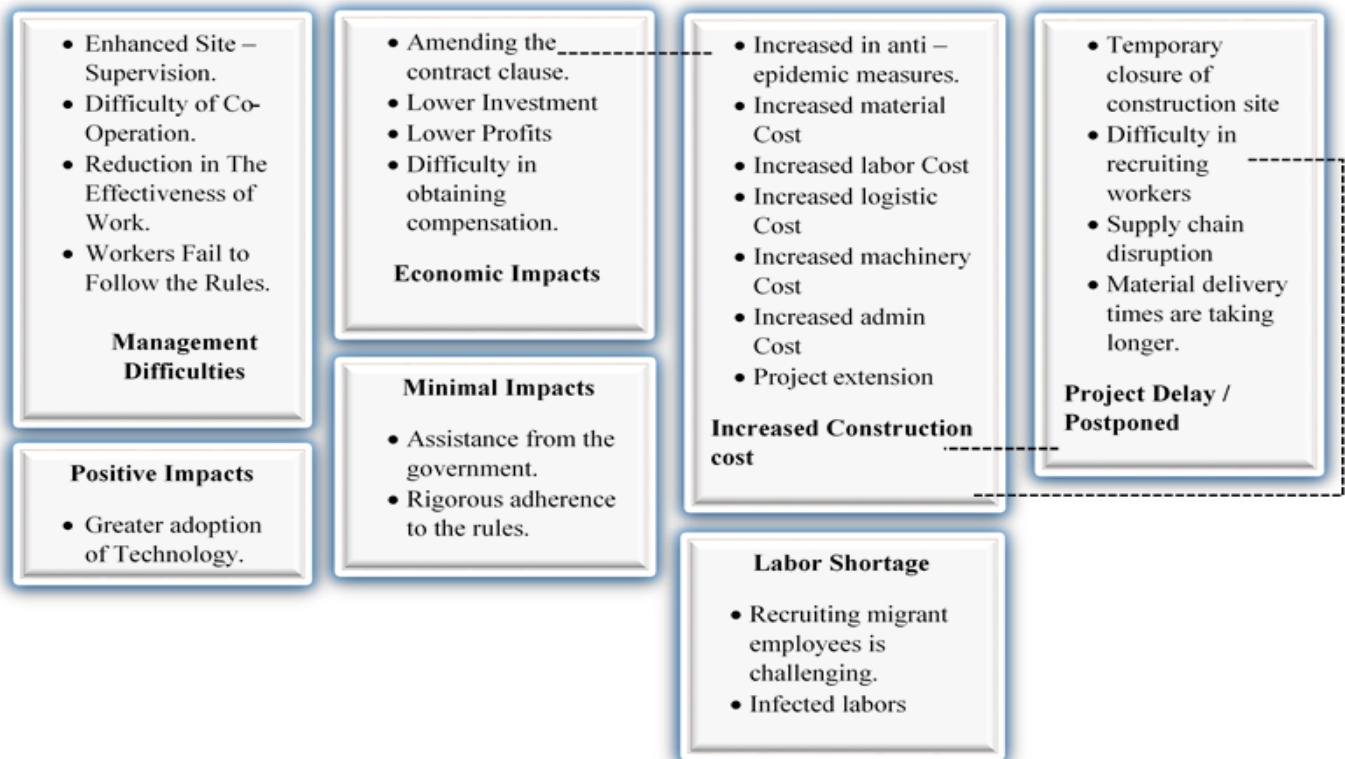 • Enhanced Site –
Supervision.
• Difficulty of Co-
Operation.
• Reduction in The
Effectiveness of
Work.
• Workers Fail to
Follow the Rules.
Management
Difficulties
Positive Impacts
• Greater adoption
of Technology.
• Amending the
contract clause.
• Lower Investment
• Lower Profits
• Difficulty in
obtaining
compensation.
Economic Impacts
Minimal Impacts
• Assistance from the
government.
• Rigorous adherence
to the rules.
• Increased in anti –
epidemic measures.
• Increased material
Cost
• Increased labor Cost
• Increased logistic
Cost
• Increased machinery
Cost
• Increased admin
Cost
• Project extension
Increased Construction
cost
Labor Shortage
• Recruiting migrant
employees is
challenging.
• Infected labors
• Temporary
closure of
construction site
• Difficulty in
recruiting
workers
• Supply chain
disruption
• Material delivery
times are taking
longer.
Project Delay /
Postponed